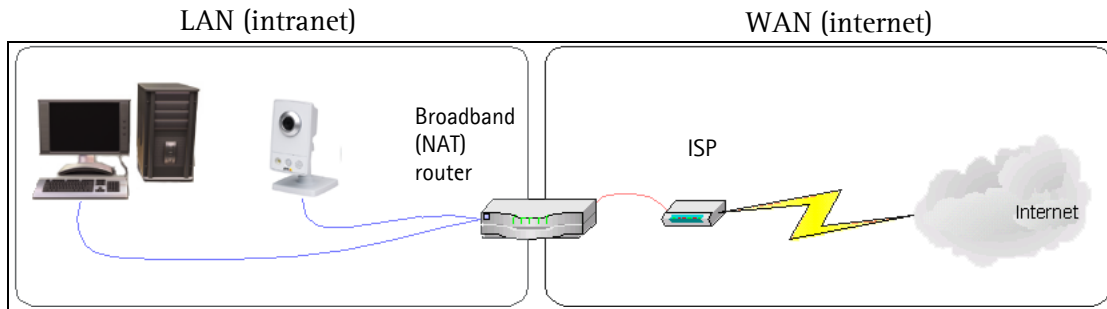 LAN (intranet)
WAN (internet)
Broadband
(NAT)
router
ISP
Internet